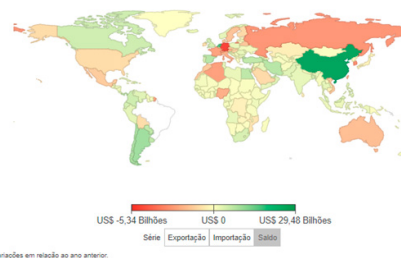 US$ -5,34 Bilhões US$ 0 US$ 29,48 Bilhões
Série Exportação Importação Saldo
riações em relação ao ano anterior.